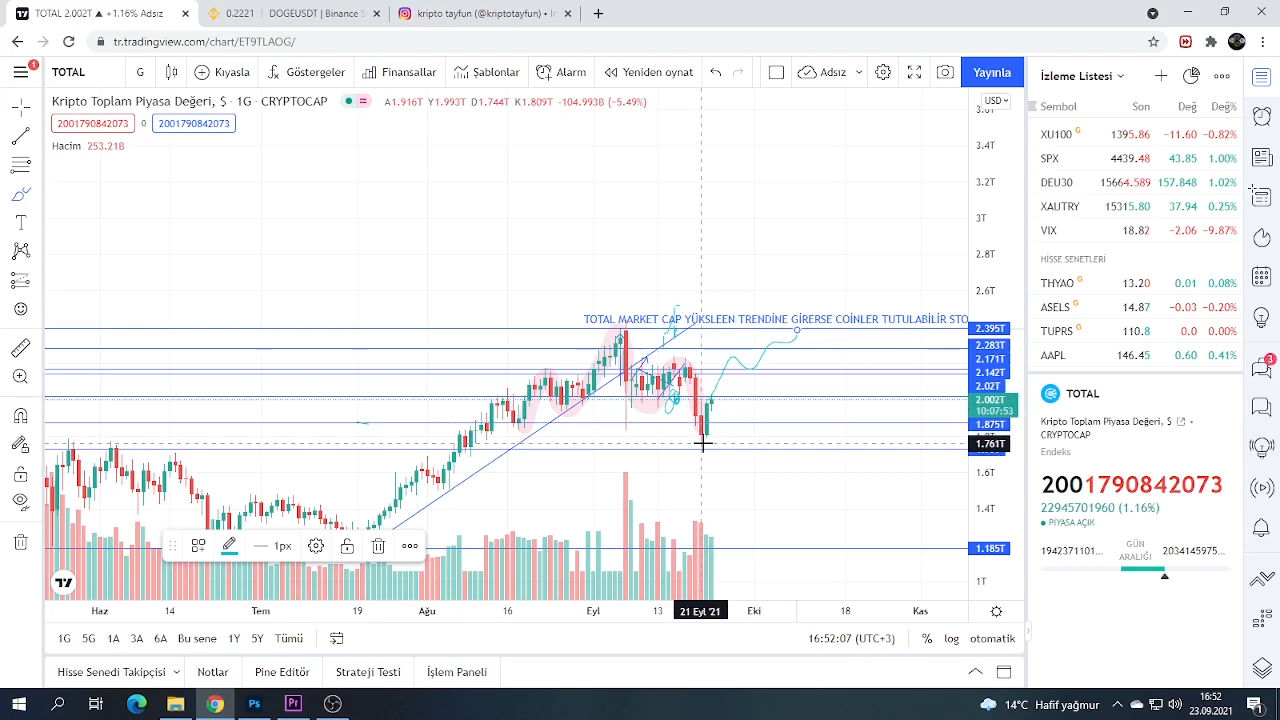 TOTAL 2.002T ▲ +1.16% Adsız
0.2221 | DOGEUSDT | Binance S
kripto tayfun (@kriptotayfun) • In
tr.tradingview.com/chart/ET9TLAOG/
1
TOTAL
G
Kıyasla
Göstergeler
Finansallar
Şablonlar
Alarm
Yeniden oynat
Adsız
Yayınla
İzleme Listesi
Kripto Toplam Piyasa Değeri, $ · 1G · CRYPTOCAP
A1.916T Y1.993T D1.744T K1.809T -104.993B (-5.49%)
USD
2001790842073 0 2001790842073
Hacim 253.21B
TOTAL MARKET CAP YÜKSLEEN TRENDİNE GİRERSE COİNLER TUTULABİLİR STO
3.4T
3.2T
3T
2.8T
2.6T
2.395T
2.283T
2.171T
2.142T
2.02T
2.002T
10:07:53
1.875T
1.761T
1.6T
1.4T
1.185T
1T
1px
Haz 14 Tem 19 Ağu 16 Eyl 13 21 Eyl '21 Eki 18 Kas
1G 5G 1A 3A 6A Bu sene 1Y 5Y Tümü
16:52:07 (UTC+3) % log otomatik
Hisse Senedi Takipçisi Notlar Pine Editör Strateji Testi İşlem Paneli
Sembol Son Değ Değ%
XU100 G 1395.86 −11.60 −0.82%
SPX 4439.48 43.85 1.00%
DEU30 15664.589 157.848 1.02%
XAUTRY 15315.80 37.94 0.25%
VIX 18.82 −2.06 −9.87%
HİSSE SENETLERİ
THYAO G 13.20 0.01 0.08%
ASELS G 14.87 −0.03 −0.20%
TUPRS G 110.8 0.0 0.00%
AAPL 146.45 0.60 0.41%
3
TOTAL
Kripto Toplam Piyasa Değeri, $ •
CRYPTOCAP
Endeks
2001790842073
22945701960 (1.16%)
PİYASA AÇIK
1942371101... GÜN ARALIĞI 2034145975...
14°C Hafif yağmur
16:52
23.09.2021